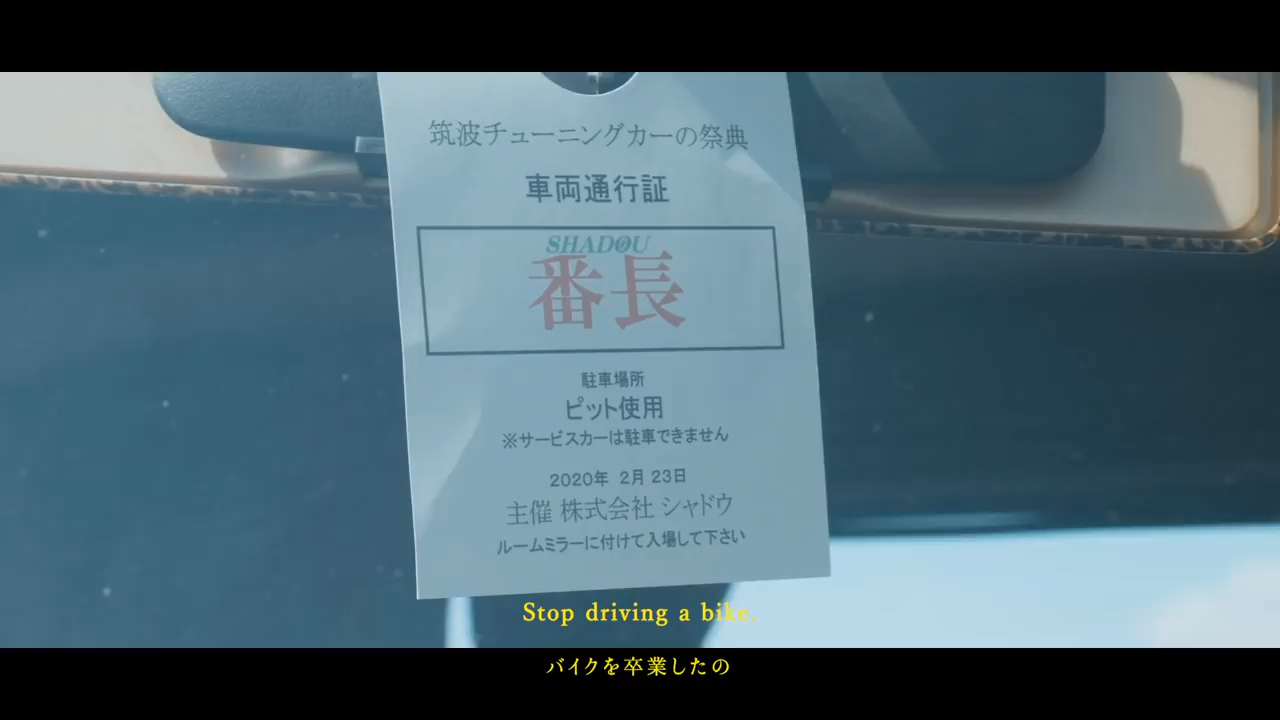 筑波チューニングカーの祭典
車両通行証
SHADOU
番長
駐車場所
ピット使用
※サービスカーは駐車できません
2020年 2月 23日
主催 株式会社 シャドウ
ルームミラーに付けて入場して下さい
Stop driving a bike.
バイクを卒業したの